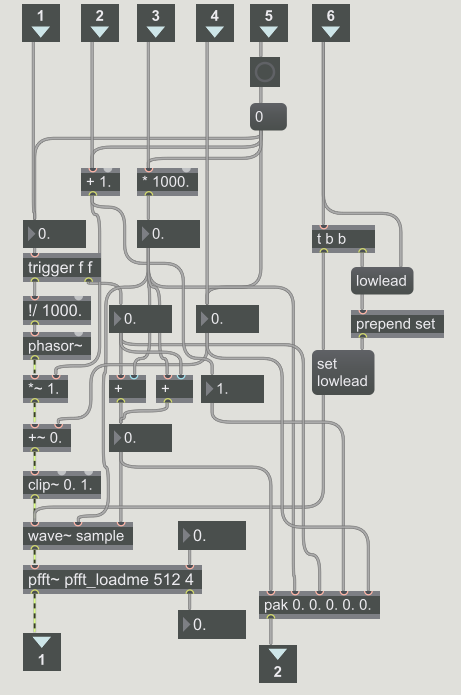 1 2 3 4 5 6
0
+ 1. * 1000.
0. 0.
t b b
trigger f f
lowlead
!/ 1000.
0. 0.
prepend set
phasor~
set
lowlead
*~ 1. + + 1.
+~ 0. 0.
clip~ 0. 1.
wave~ sample 0.
pfft~ pfft_loadme 512 4
pak 0. 0. 0. 0. 0.
0.
1
2